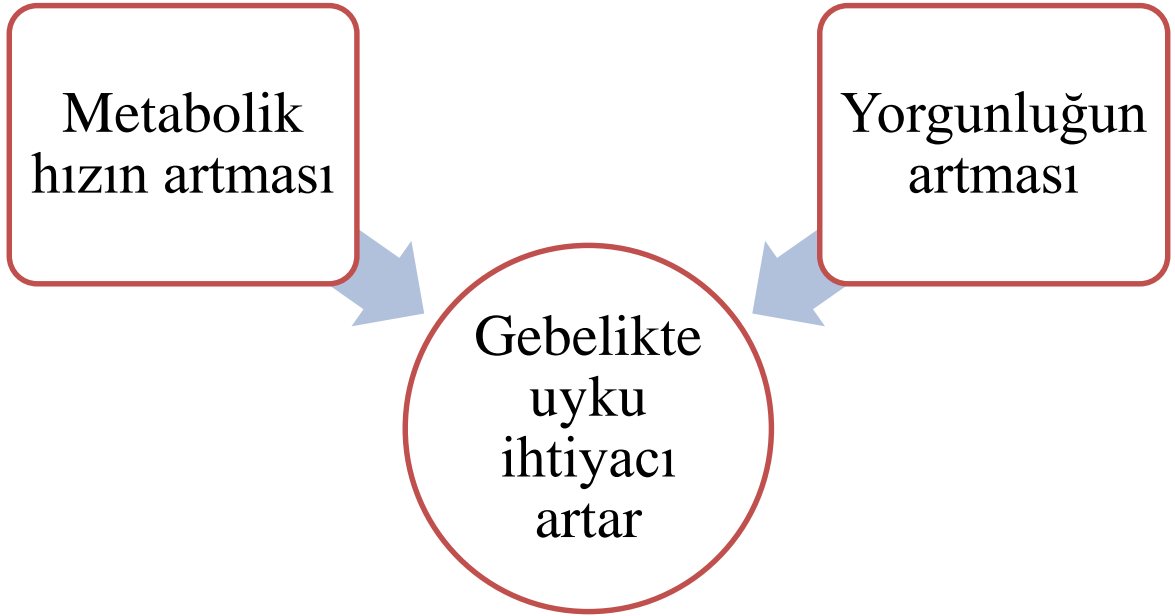 Metabolik
hızın artması
Yorgunluğun
artması
Gebelikte
uyku
ihtiyacı
artar